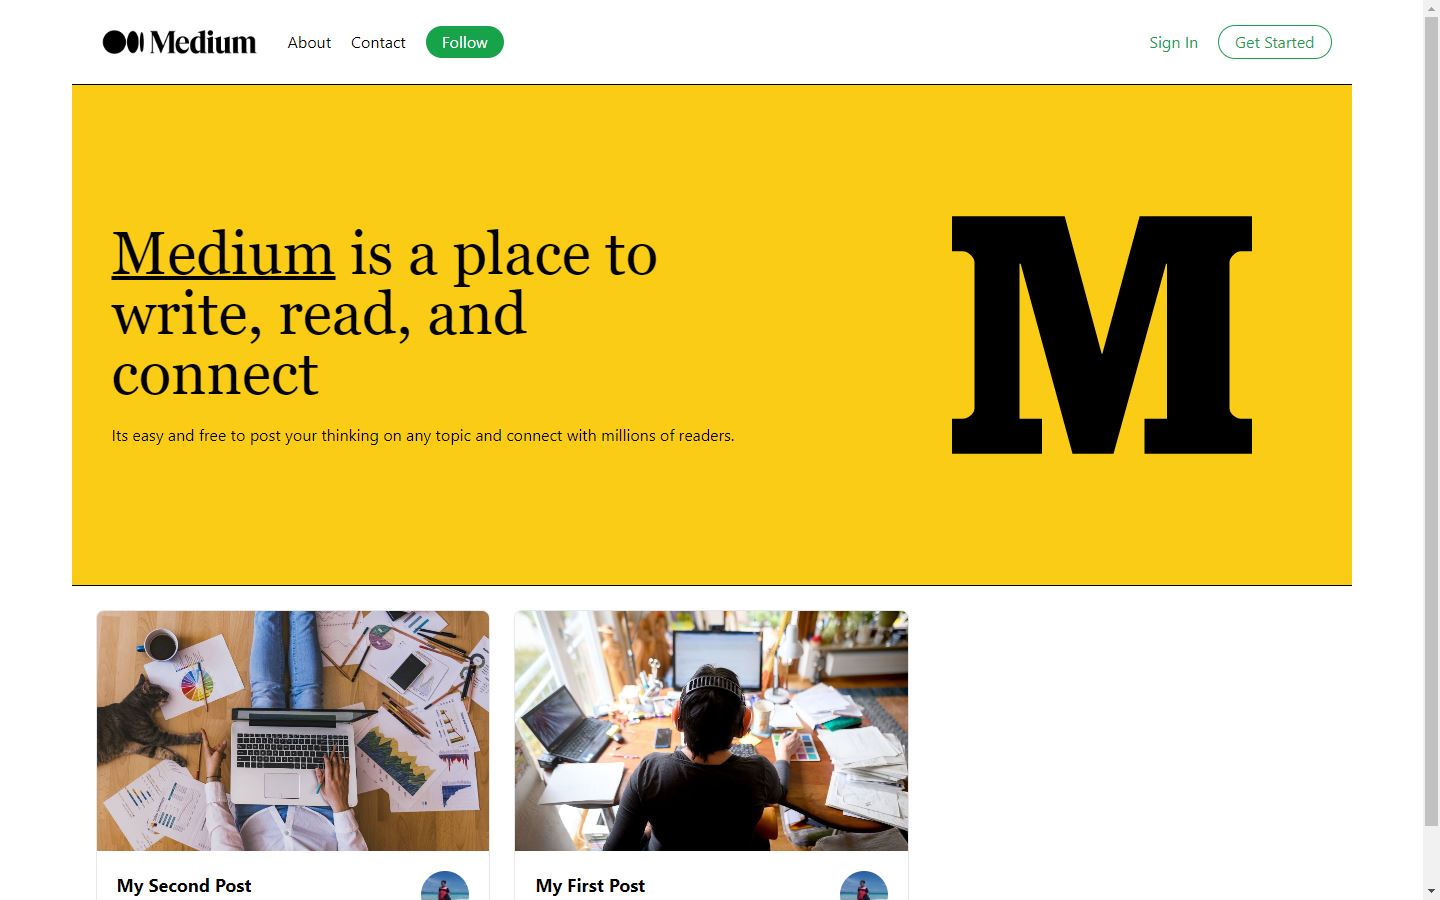 Medium
About
Contact
Follow
Sign In
Get Started
Medium is a place to
write, read, and
connect
Its easy and free to post your thinking on any topic and connect with millions of readers.
M
My Second Post
My First Post